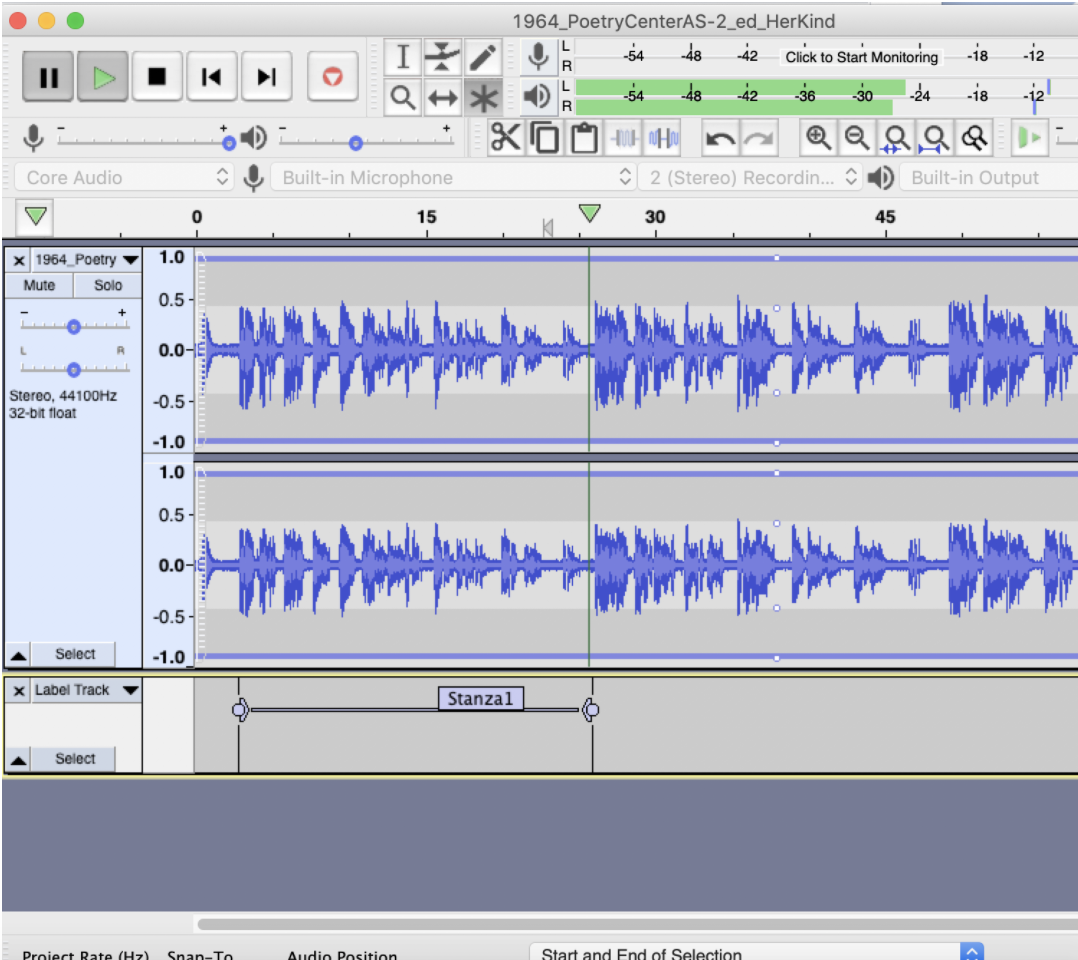 1964_PoetryCenterAS-2_ed_HerKind
L
R
-54 -48 -42 Click to Start Monitoring -18 -12
L
R
-54 -48 -42 -36 -30 -24 -18 -12
- + - + -
Core Audio Built-in Microphone 2 (Stereo) Recordin... Built-in Output
0 15 30 45
1964_Poetry
Mute Solo
- +
L R
Stereo, 44100Hz
32-bit float
Select
1.0
0.5
0.0
-0.5
-1.0
1.0
0.5
0.0
-0.5
-1.0
Label Track
Stanza1
Select
Project Rate (Hz) Snap-To Audio Position Start and End of Selection